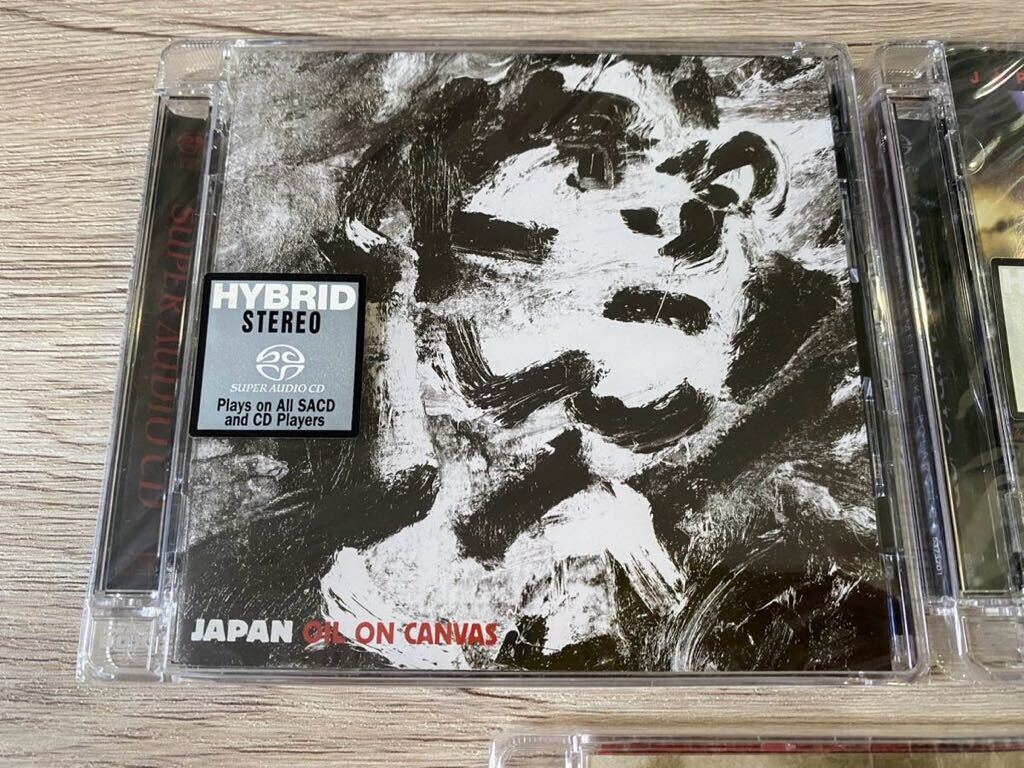 SUPER AUDIO CD
HYBRID
STEREO
SUPER AUDIO CD
Plays on All SACD
and CD Players
JAPAN OIL ON CANVAS